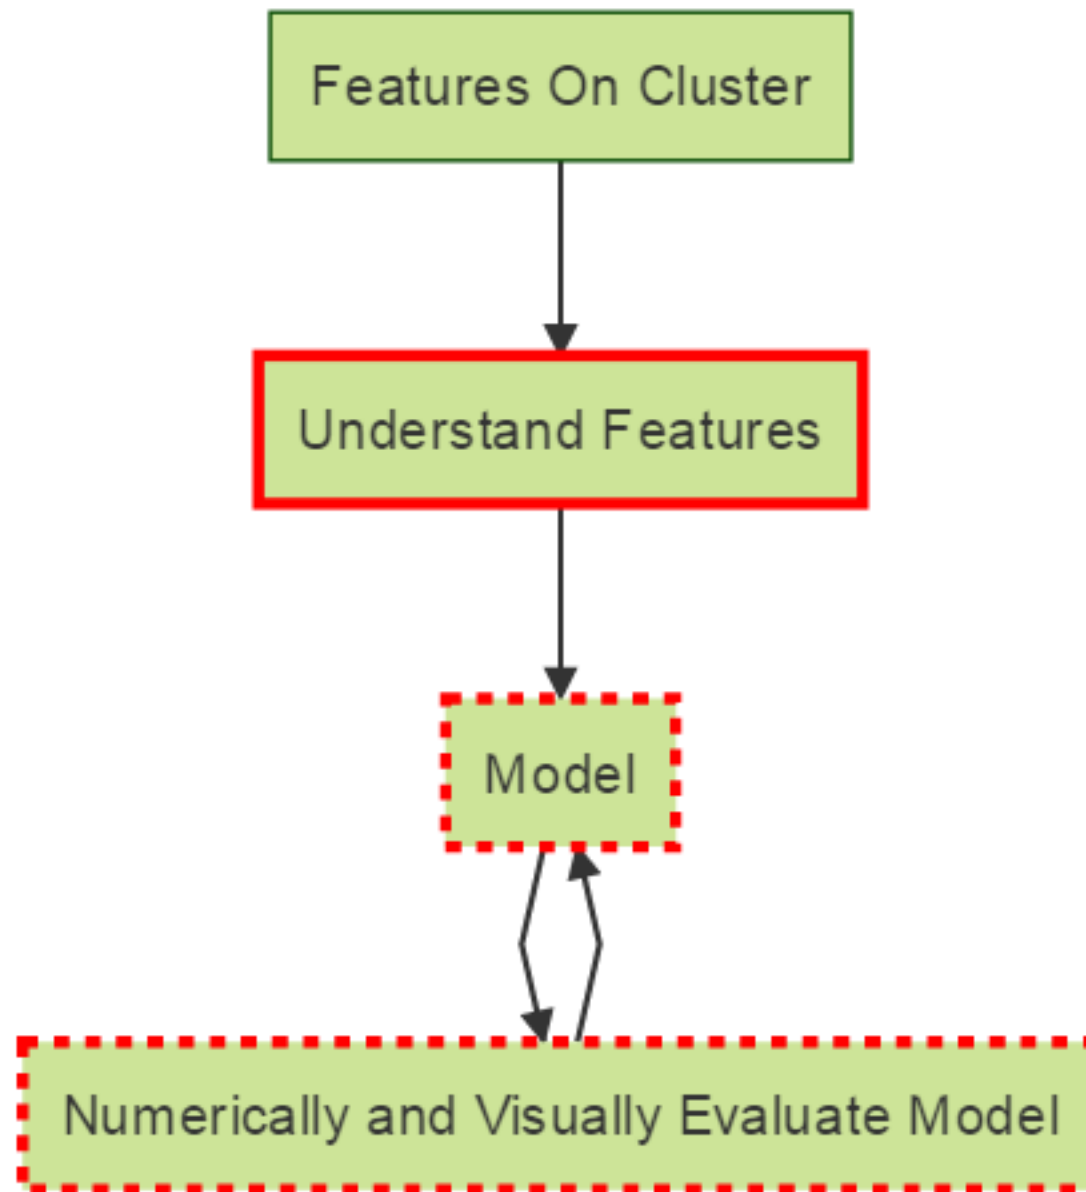 Features On Cluster
Understand Features
Model
Numerically and Visually Evaluate Model